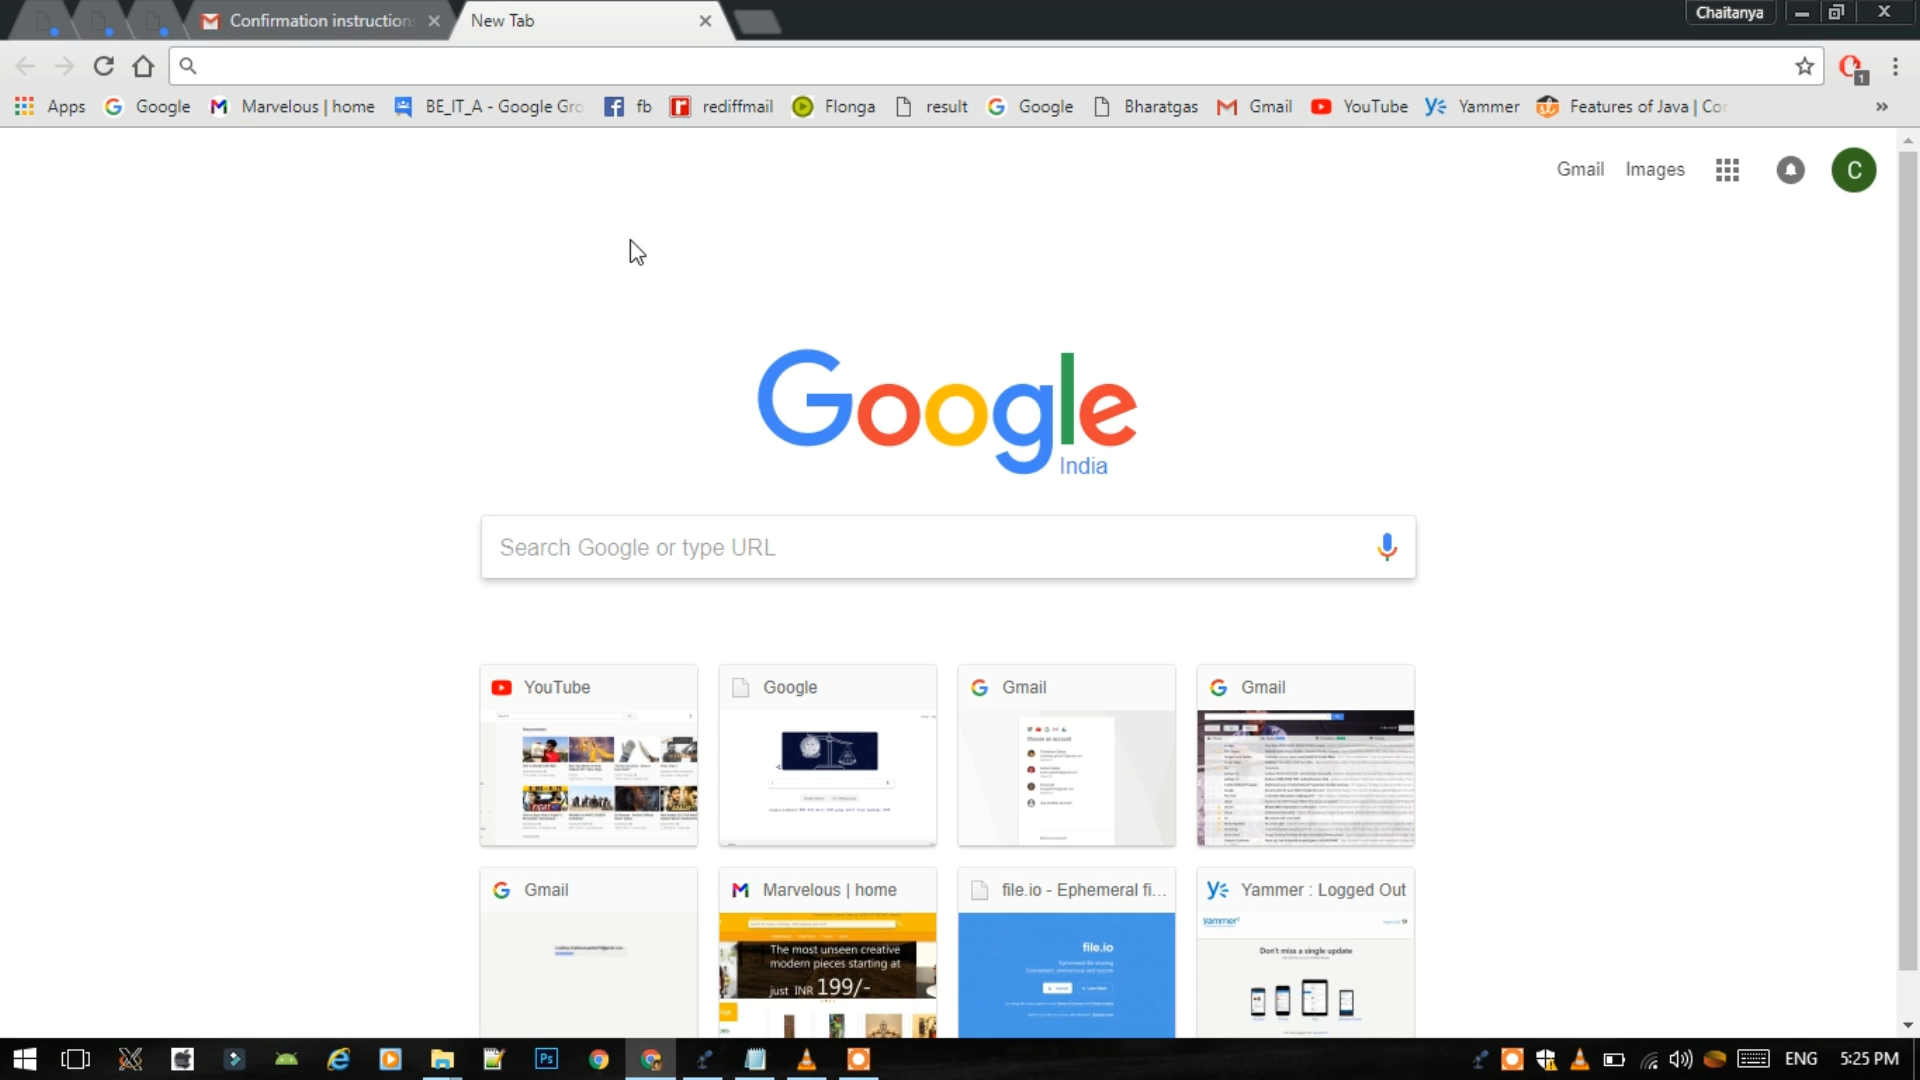 Confirmation instruction
New Tab
Chaitanya
Apps
Google
Marvelous | home
BE_IT_A - Google Gro
fb
rediffmail
Flonga
result
Google
Bharatgas
Gmail
YouTube
Yammer
Features of Java | Co
Gmail
Images
C
Google
India
Search Google or type URL
YouTube
Google
Gmail
Gmail
Gmail
Marvelous | home
The most unseen creative
modern pieces starting at
just INR 199/-
file.io - Ephemeral fi...
file.io
Yammer : Logged Out
yammer
Don't miss a single update
Ps
ENG
5:25 PM